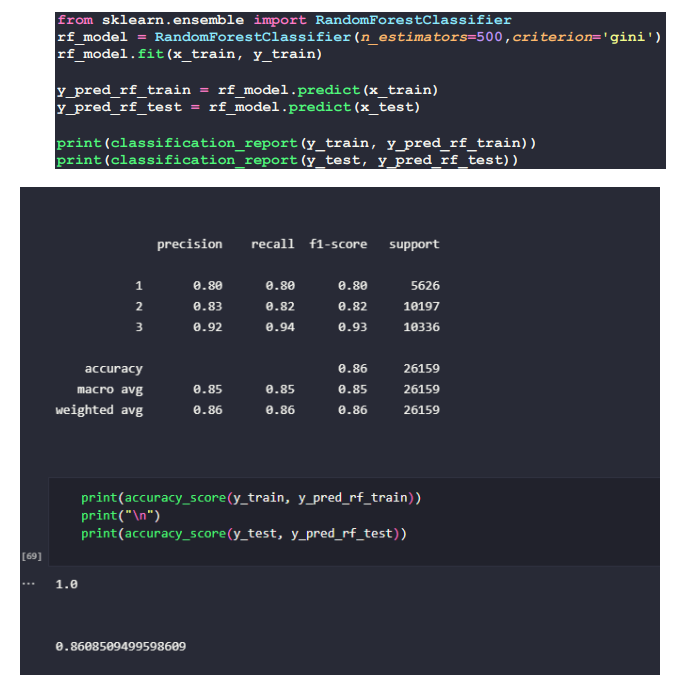 from sklearn.ensemble import RandomForestClassifier
rf_model = RandomForestClassifier(n_estimators=500,criterion='gini')
rf_model.fit(x_train, y_train)
y_pred_rf_train = rf_model.predict(x_train)
y_pred_rf_test = rf_model.predict(x_test)
print(classification_report(y_train, y_pred_rf_train))
print(classification_report(y_test, y_pred_rf_test))
precision recall f1-score support
1 0.80 0.80 0.80 5626
2 0.83 0.82 0.82 10197
3 0.92 0.94 0.93 10336
accuracy 0.86 26159
macro avg 0.85 0.85 0.85 26159
weighted avg 0.86 0.86 0.86 26159
print(accuracy_score(y_train, y_pred_rf_train))
print("\n")
print(accuracy_score(y_test, y_pred_rf_test))
[69]
... 1.0
0.8608509499598609